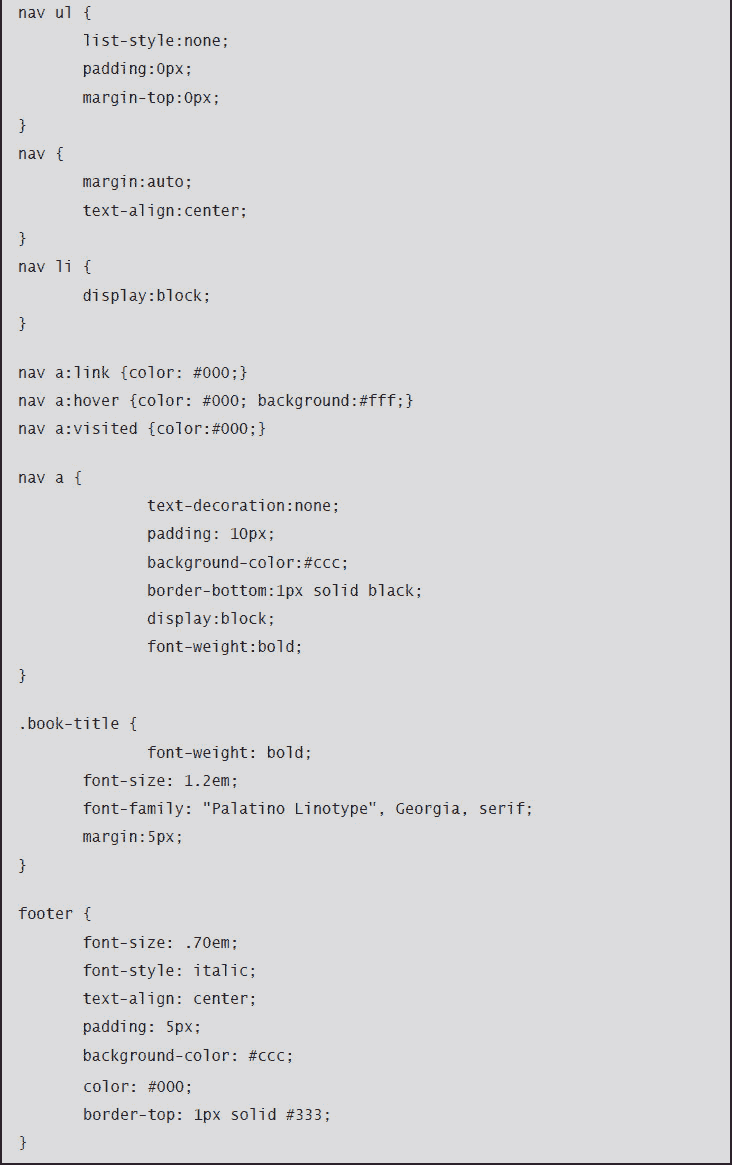 nav ul {
list-style:none;
padding:0px;
margin-top:0px;
}
nav {
margin:auto;
text-align:center;
}
nav li {
display:block;
}
nav a:link {color: #000;}
nav a:hover {color: #000; background:#fff;}
nav a:visited {color:#000;}
nav a {
text-decoration:none;
padding: 10px;
background-color:#ccc;
border-bottom:1px solid black;
display:block;
font-weight:bold;
}
.book-title {
font-weight: bold;
font-size: 1.2em;
font-family: "Palatino Linotype", Georgia, serif;
margin:5px;
}
footer {
font-size: .70em;
font-style: italic;
text-align: center;
padding: 5px;
background-color: #ccc;
color: #000;
border-top: 1px solid #333;
}